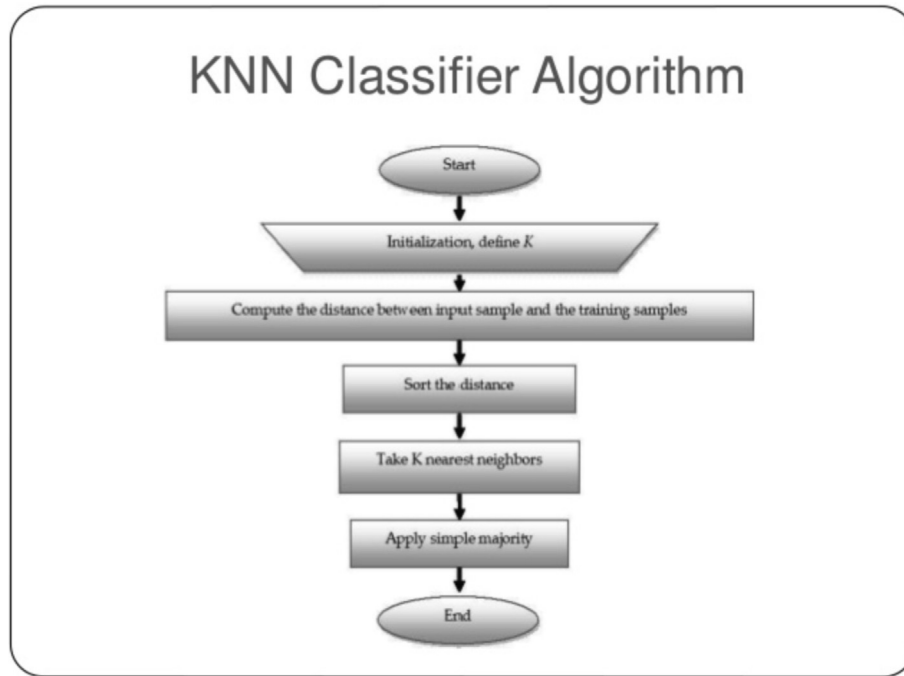 KNN Classifier Algorithm
Start
Initialization, define K
Compute the distance between input sample and the training samples
Sort the distance
Take K nearest neighbors
Apply simple majority
End